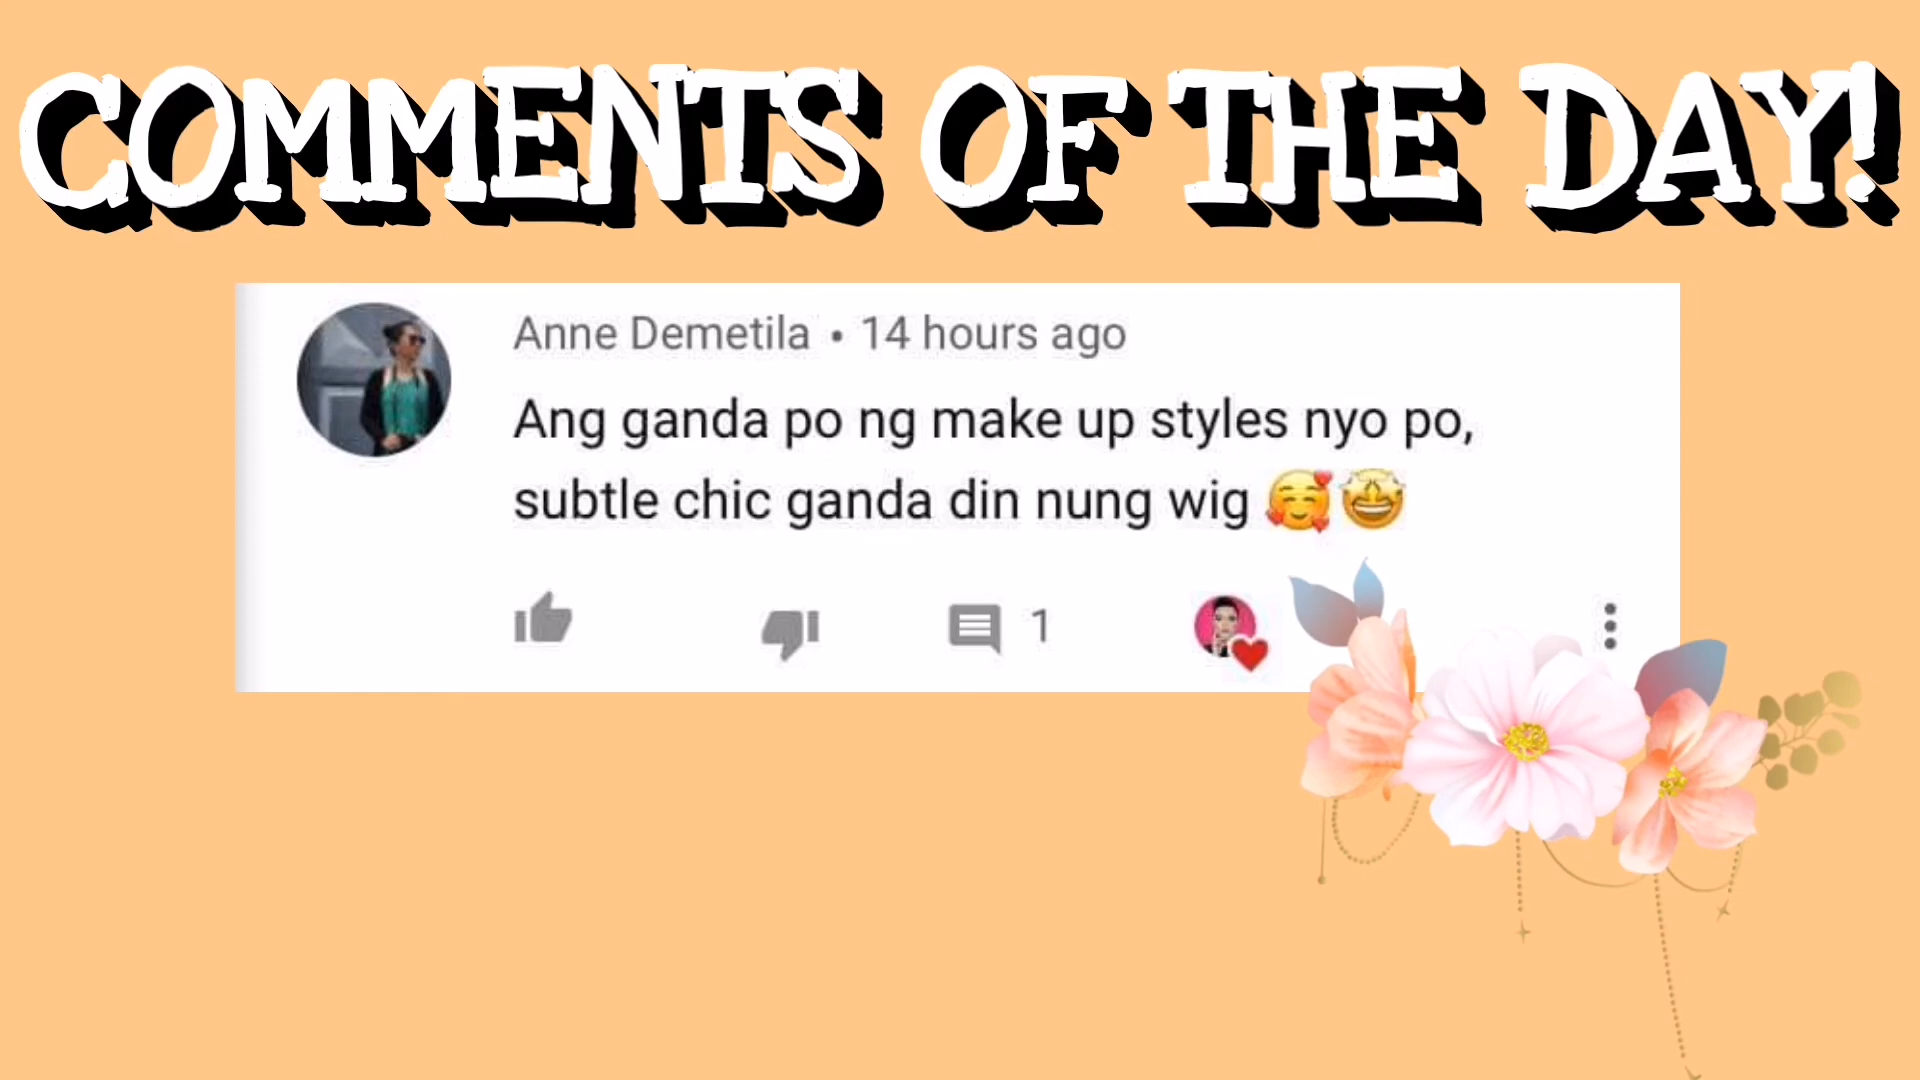 COMMENTS OF THE DAY!
Anne Demetila • 14 hours ago
Ang ganda po ng make up styles nyo po,
subtle chic ganda din nung wig 🥰🤩
1